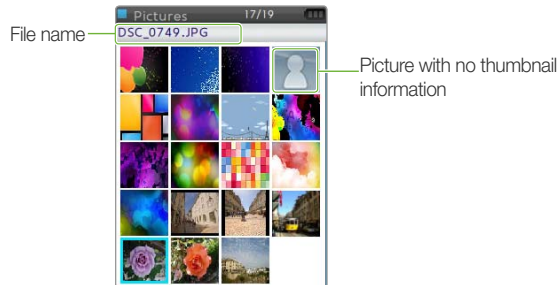 Pictures 17/19
File name
DSC_0749.JPG
Picture with no thumbnail
information